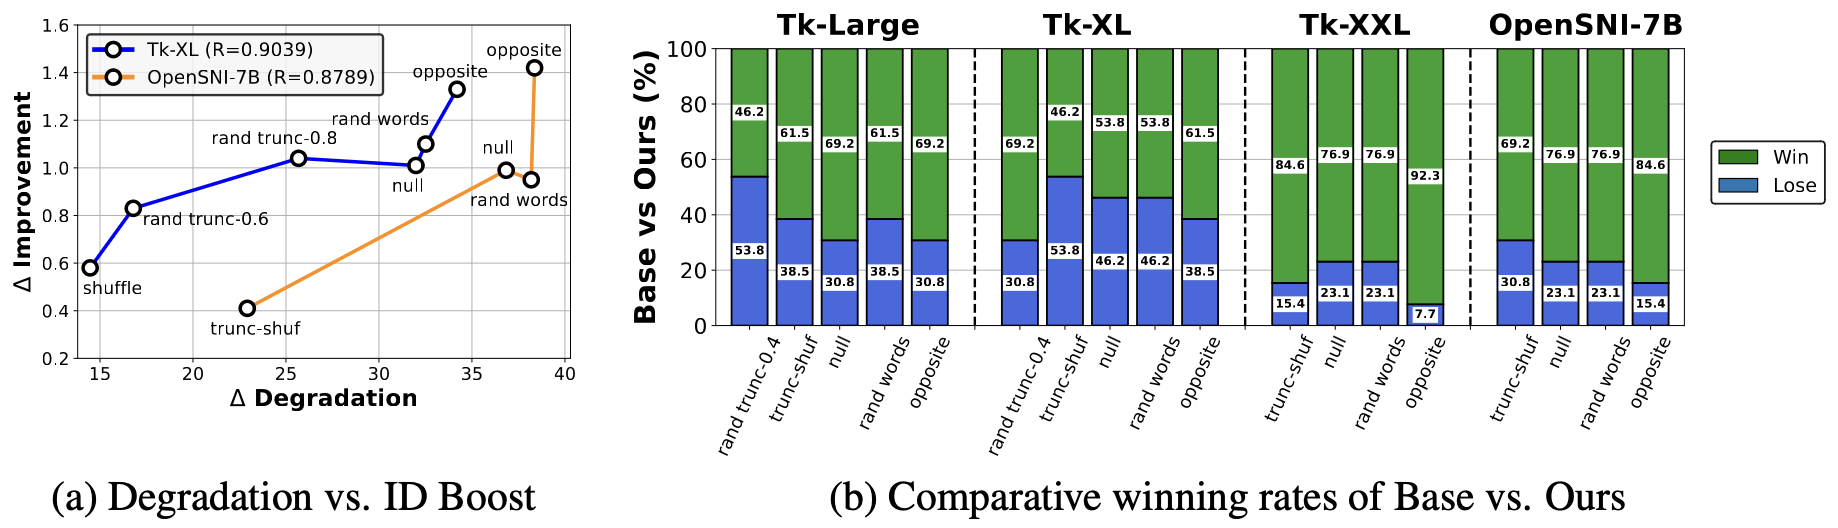 1.6
1.4
1.2
1.0
0.8
0.6
0.4
0.2
15
20
25
30
35
40
Δ Improvement
Δ Degradation
Tk-XL (R=0.9039)
OpenSNI-7B (R=0.8789)
opposite
opposite
rand words
rand trunc-0.8
null
null
rand words
rand trunc-0.6
shuffle
trunc-shuf
(a) Degradation vs. ID Boost
Tk-Large
Tk-XL
Tk-XXL
OpenSNI-7B
Base vs Ours (%)
100
80
60
40
20
0
46.2
61.5
69.2
61.5
69.2
53.8
38.5
30.8
38.5
30.8
69.2
46.2
53.8
53.8
61.5
30.8
53.8
46.2
46.2
38.5
84.6
76.9
76.9
92.3
15.4
23.1
23.1
7.7
69.2
76.9
76.9
84.6
30.8
23.1
23.1
15.4
rand trunc-0.4
trunc-shuf
null
rand words
opposite
rand trunc-0.4
trunc-shuf
null
rand words
opposite
trunc-shuf
null
rand words
opposite
trunc-shuf
null
rand words
opposite
Win
Lose
(b) Comparative winning rates of Base vs. Ours